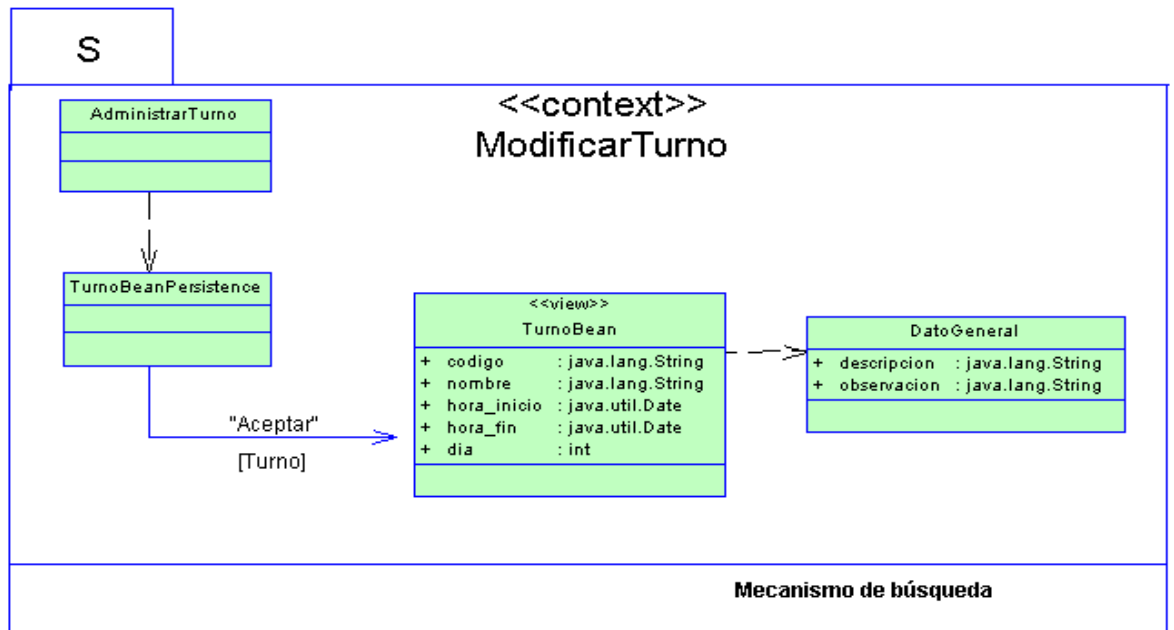 S
<<context>>
ModificarTurno
AdministrarTurno
TurnoBeanPersistence
"Aceptar"
[Turno]
<<view>>
TurnoBean
+ codigo : java.lang.String
+ nombre : java.lang.String
+ hora_inicio : java.util.Date
+ hora_fin : java.util.Date
+ dia : int
DatoGeneral
+ descripcion : java.lang.String
+ observacion : java.lang.String
Mecanismo de búsqueda